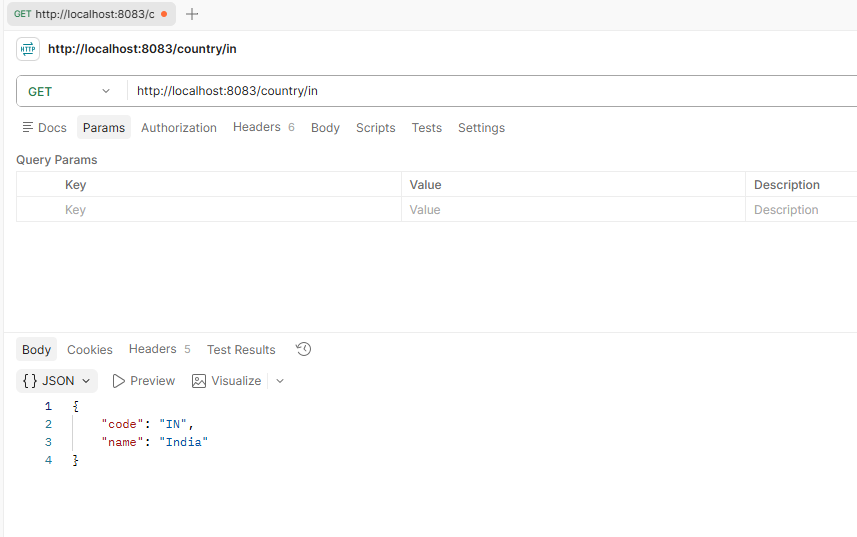 GET http://localhost:8083/c
HTTP http://localhost:8083/country/in
GET http://localhost:8083/country/in
Docs Params Authorization Headers 6 Body Scripts Tests Settings
Query Params
Key Value Description
Key Value Description
Body Cookies Headers 5 Test Results
{} JSON Preview Visualize
1 {
2 "code": "IN",
3 "name": "India"
4 }